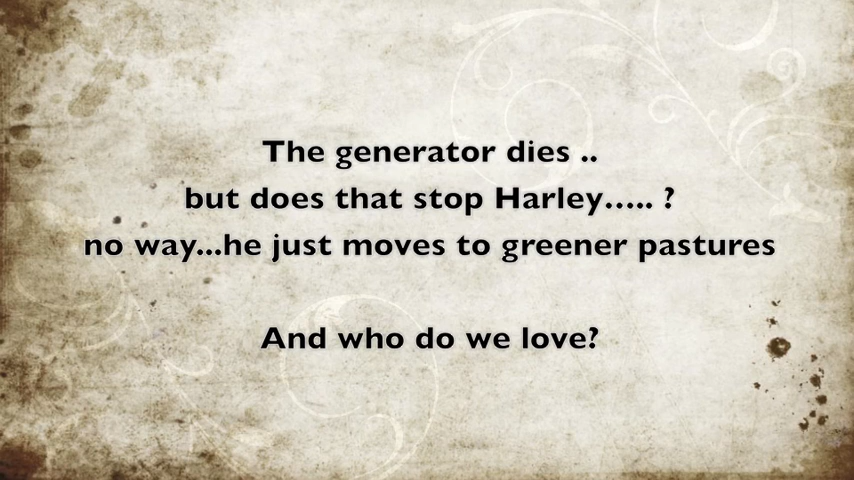 The generator dies ..
but does that stop Harley..... ?
no way...he just moves to greener pastures
And who do we love?